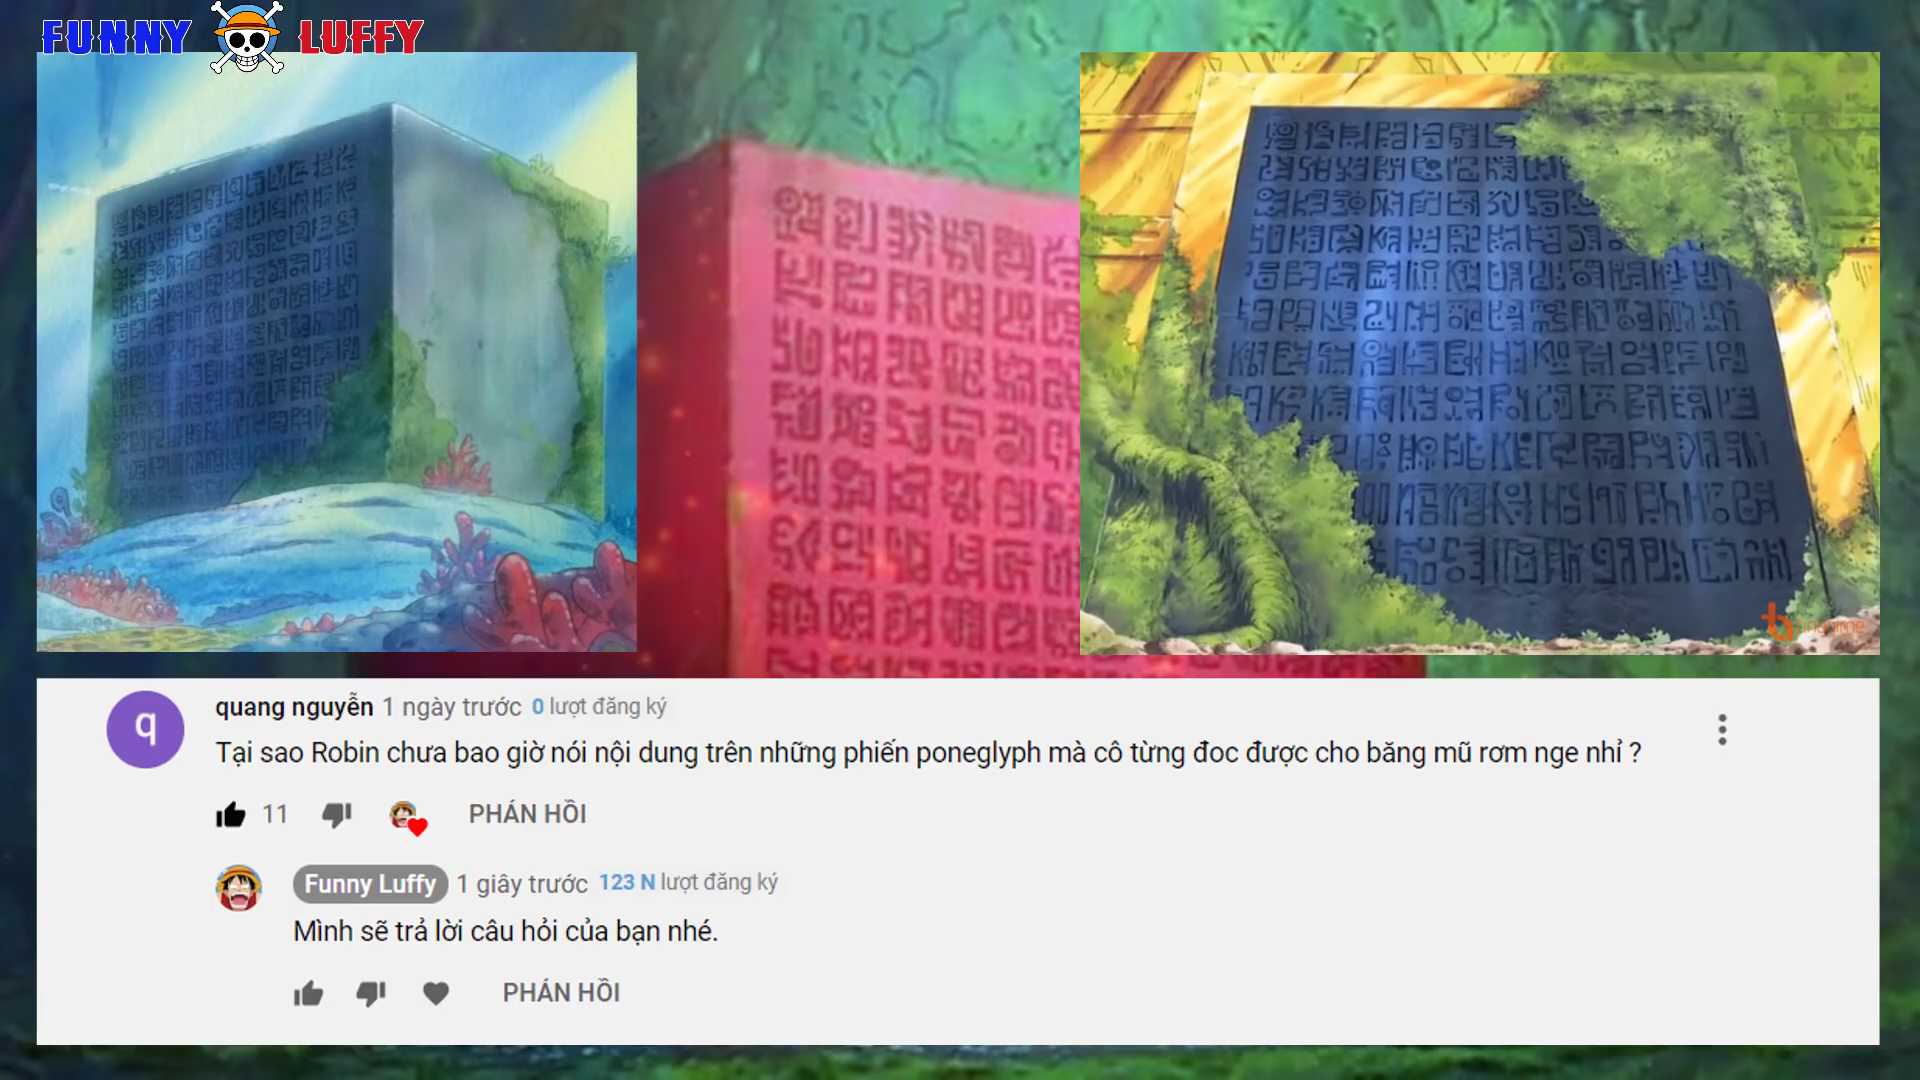 FUNNY LUFFY
quang nguyễn 1 ngày trước 0 lượt đăng ký
Tại sao Robin chưa bao giờ nói nội dung trên những phiến poneglyph mà cô từng đoc được cho băng mũ rơm nge nhỉ ?
11 PHẢN HỒI
Funny Luffy 1 giây trước 123 N lượt đăng ký
Mình sẽ trả lời câu hỏi của bạn nhé.
PHẢN HỒI